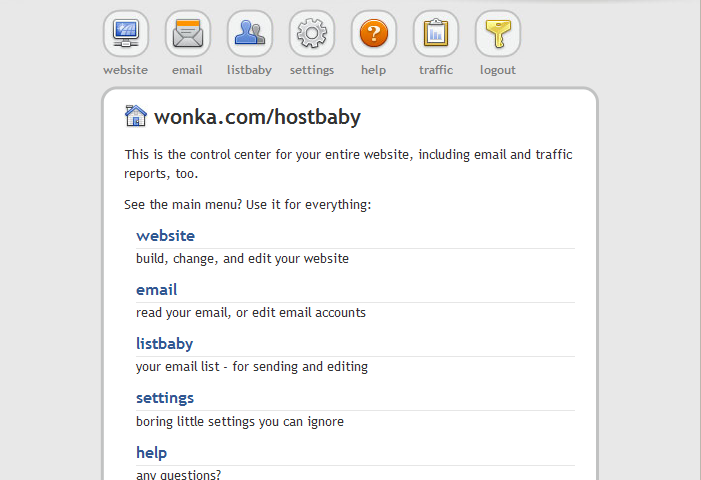 website email listbaby settings help traffic logout
wonka.com/hostbaby
This is the control center for your entire website, including email and traffic
reports, too.
See the main menu? Use it for everything:
website
build, change, and edit your website
email
read your email, or edit email accounts
listbaby
your email list - for sending and editing
settings
boring little settings you can ignore
help
any questions?